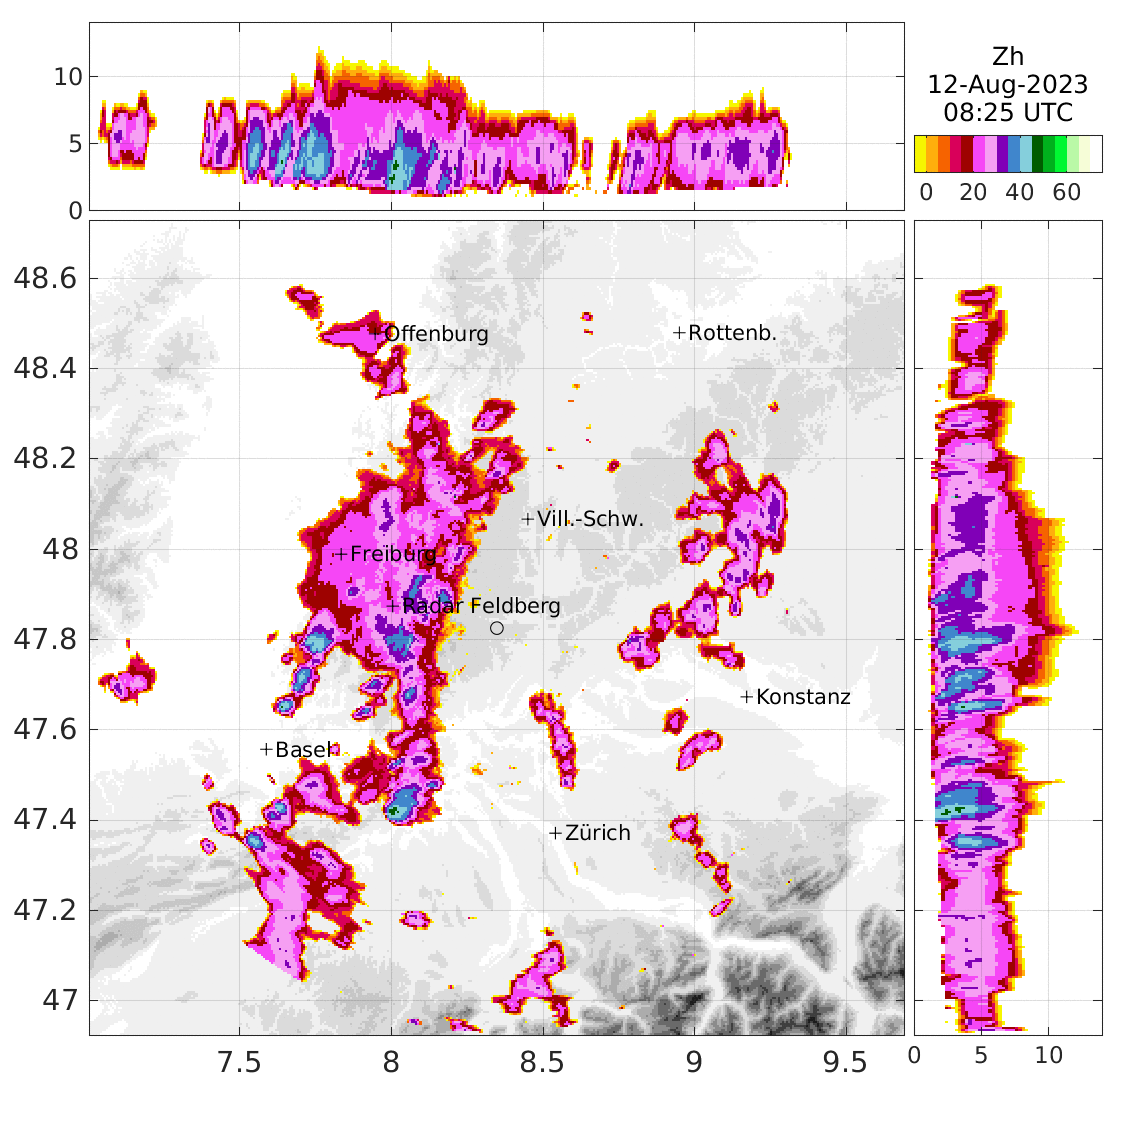 Zh
12-Aug-2023
08:25 UTC
10
5
0
0 20 40 60
48.6
Offenburg
Rottenb.
48.4
48.2
Vill.-Schw.
48
Freiburg
Radar Feldberg
47.8
Konstanz
47.6
Basel
47.4
Zürich
47.2
47
7.5 8 8.5 9 9.5
0 5 10